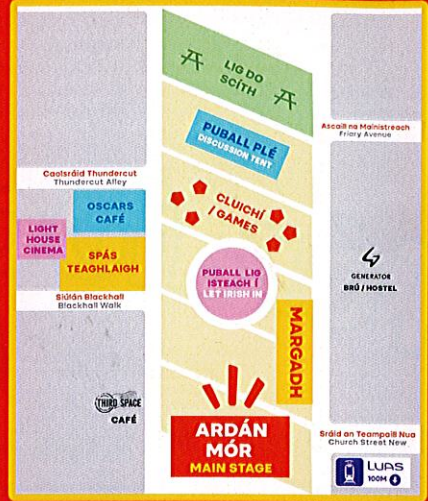 LIG DO
SCÍTH
PUBALL PLÉ
DISCUSSION TENT
Ascaill na Mainistreach
Friary Avenue
Caolsráid Thundercut
Thundercut Alley
OSCARS
CAFÉ
CLUICHÍ
/ GAMES
LIGHT
HOUSE
CINEMA
SPÁS
TEAGHLAIGH
PUBALL LIG
ISTEACH Í
LET IRISH IN
GENERATOR
BRÚ / HOSTEL
Siúlán Blackhall
Blackhall Walk
MARGADH
THIRD SPACE
CAFÉ
ARDÁN
MÓR
MAIN STAGE
Sráid an Teampaill Nua
Church Street New
LUAS
100M